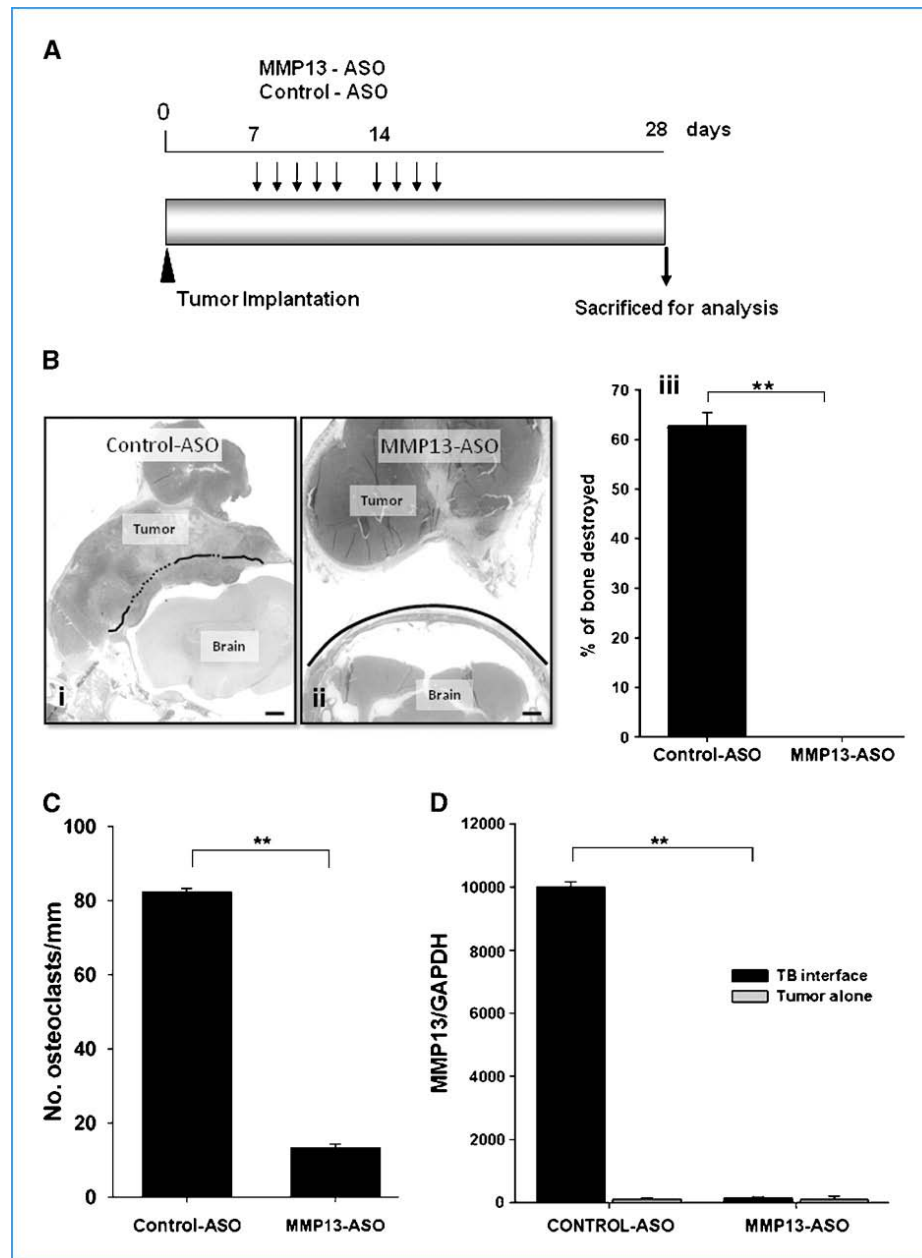 A
MMP13 - ASO
Control - ASO
0
7 14 28 days
Tumor Implantation
Sacrificed for analysis
B
Control-ASO
Tumor
Brain
i
MMP13-ASO
Tumor
Brain
ii
iii
**
% of bone destroyed
70
60
50
40
30
20
10
0
Control-ASO MMP13-ASO
C
**
No. osteoclasts/mm
100
80
60
40
20
0
Control-ASO MMP13-ASO
D
**
MMP13/GAPDH
12000
10000
8000
6000
4000
2000
0
TB interface
Tumor alone
CONTROL-ASO MMP13-ASO